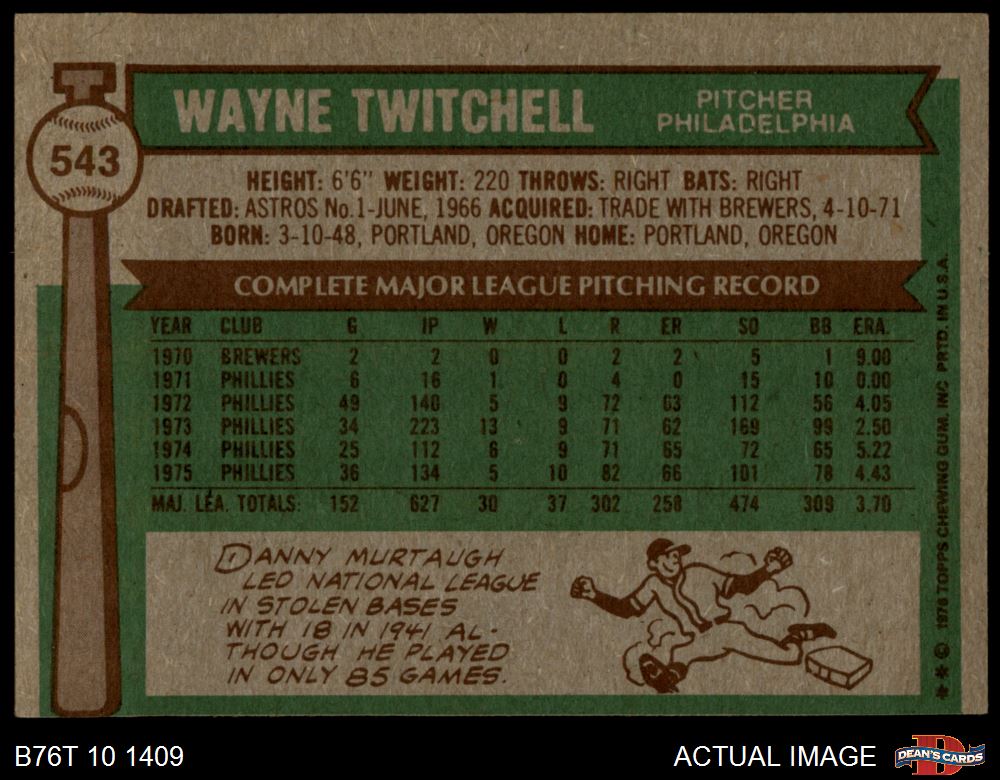 WAYNE TWITCHELL
PITCHER
PHILADELPHIA
543
HEIGHT: 6'6" WEIGHT: 220 THROWS: RIGHT BATS: RIGHT
DRAFTED: ASTROS No.1-JUNE, 1966 ACQUIRED: TRADE WITH BREWERS, 4-10-71
BORN: 3-10-48, PORTLAND, OREGON HOME: PORTLAND, OREGON
COMPLETE MAJOR LEAGUE PITCHING RECORD
YEAR CLUB G IP W L R ER SO BB ERA.
1970 BREWERS 2 2 0 0 2 2 5 1 9.00
1971 PHILLIES 6 16 1 0 4 0 15 10 0.00
1972 PHILLIES 49 140 5 9 72 63 112 56 4.05
1973 PHILLIES 34 223 13 9 71 62 169 99 2.50
1974 PHILLIES 25 112 6 9 71 65 72 65 5.22
1975 PHILLIES 36 134 5 10 82 66 101 78 4.43
MAJ. LEA. TOTALS: 152 627 30 37 302 258 474 309 3.70
DANNY MURTAUGH
LED NATIONAL LEAGUE
IN STOLEN BASES
WITH 18 IN 1941 AL-
THOUGH HE PLAYED
IN ONLY 85 GAMES.
** © 1976 TOPPS CHEWING GUM, INC. PRTD. IN U.S.A.
B76T 10 1409
ACTUAL IMAGE
D
DEAN'S CARDS